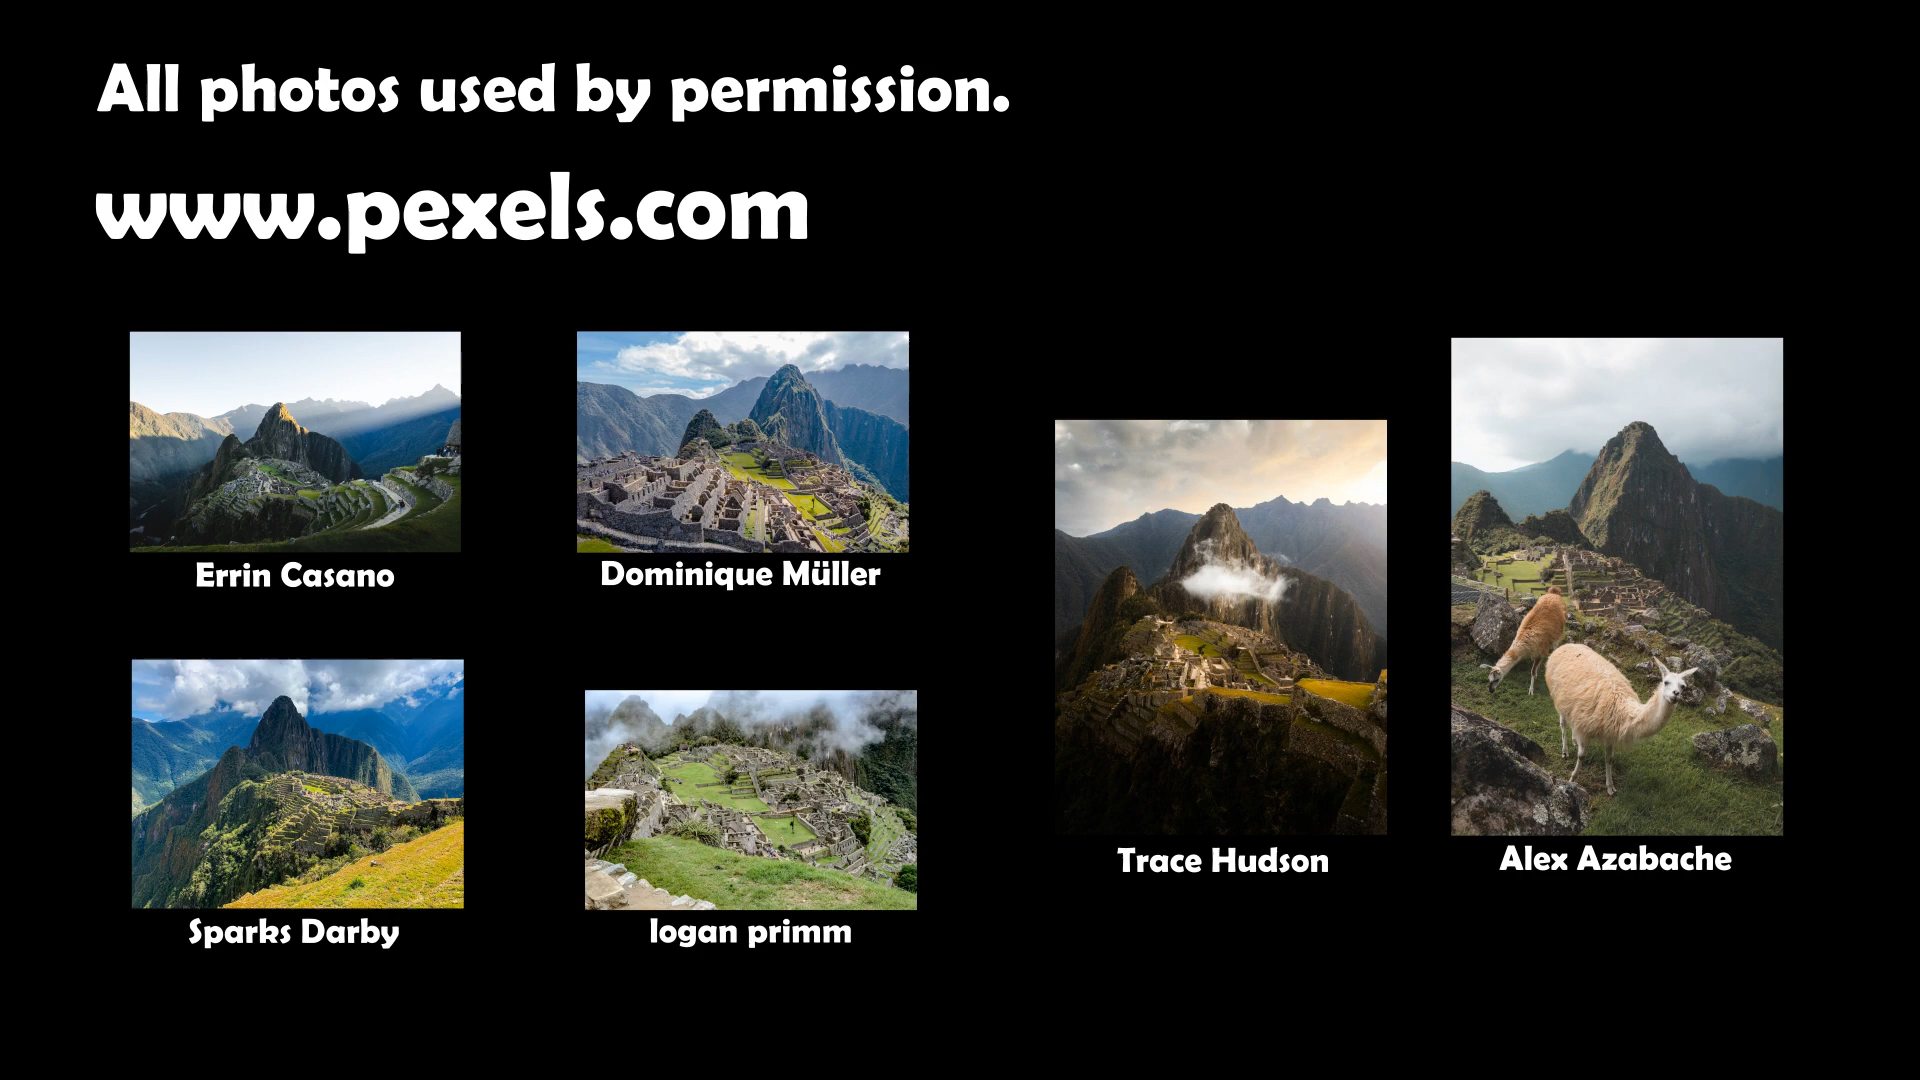 All photos used by permission.
www.pexels.com
Errin Casano
Dominique Müller
Sparks Darby
logan primm
Trace Hudson
Alex Azabache